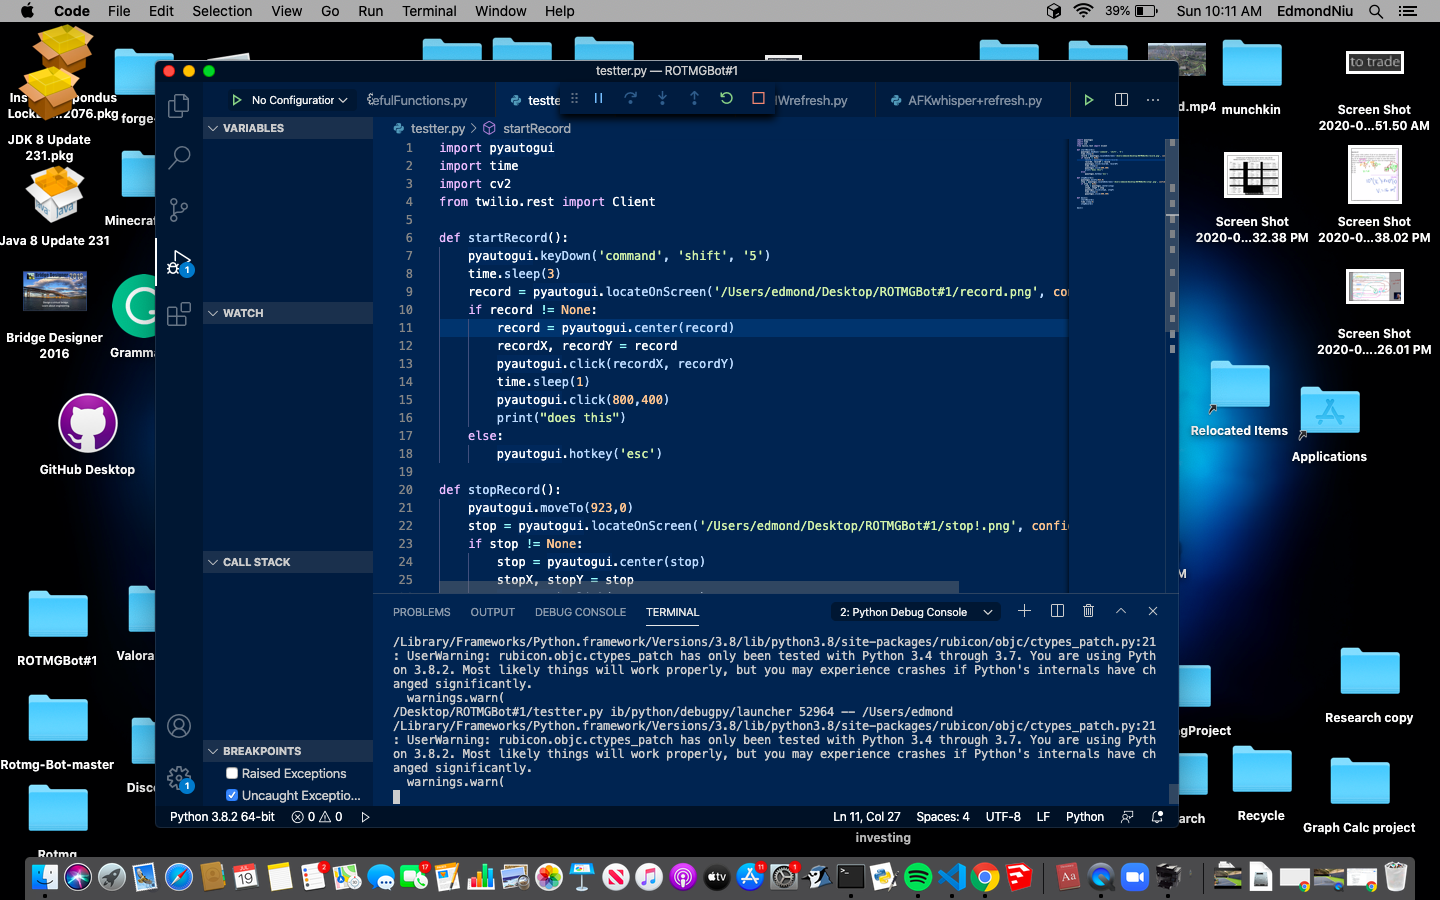 Code File Edit Selection View Go Run Terminal Window Help
39% Sun 10:11 AM EdmondNiu
testter.py — ROTMGBot#1
No Configuration
efulFunctions.py
testte
Wrefresh.py
AFKwhisper+refresh.py
VARIABLES
testter.py > startRecord
1 import pyautogui
2 import time
3 import cv2
4 from twilio.rest import Client
5
6 def startRecord():
7 pyautogui.keyDown('command', 'shift', '5')
8 time.sleep(3)
9 record = pyautogui.locateOnScreen('/Users/edmond/Desktop/ROTMGBot#1/record.png', co
10 if record != None:
11 record = pyautogui.center(record)
12 recordX, recordY = record
13 pyautogui.click(recordX, recordY)
14 time.sleep(1)
15 pyautogui.click(800,400)
16 print("does this")
17 else:
18 pyautogui.hotkey('esc')
19
20 def stopRecord():
21 pyautogui.moveTo(923,0)
22 stop = pyautogui.locateOnScreen('/Users/edmond/Desktop/ROTMGBot#1/stop!.png', confi
23 if stop != None:
24 stop = pyautogui.center(stop)
25 stopX, stopY = stop
WATCH
CALL STACK
BREAKPOINTS
Raised Exceptions
Uncaught Exceptio...
1
1
PROBLEMS OUTPUT DEBUG CONSOLE TERMINAL
2: Python Debug Console
/Library/Frameworks/Python.framework/Versions/3.8/lib/python3.8/site-packages/rubicon/objc/ctypes_patch.py:21
: UserWarning: rubicon.objc.ctypes_patch has only been tested with Python 3.4 through 3.7. You are using Pyth
on 3.8.2. Most likely things will work properly, but you may experience crashes if Python's internals have ch
anged significantly.
warnings.warn(
/Desktop/ROTMGBot#1/testter.py ib/python/debugpy/launcher 52964 -- /Users/edmond
/Library/Frameworks/Python.framework/Versions/3.8/lib/python3.8/site-packages/rubicon/objc/ctypes_patch.py:21
: UserWarning: rubicon.objc.ctypes_patch has only been tested with Python 3.4 through 3.7. You are using Pyth
on 3.8.2. Most likely things will work properly, but you may experience crashes if Python's internals have ch
anged significantly.
warnings.warn(
Python 3.8.2 64-bit 0 0
Ln 11, Col 27 Spaces: 4 UTF-8 LF Python
JDK 8 Update
231.pkg
forge-
Java 8 Update 231
Minecraf
Bridge Designer
2016
Gramma
GitHub Desktop
ROTMGBot#1
Valora
Rotmg-Bot-master
Disc
Rotmg
d.mp4
munchkin
to trade
Screen Shot
2020-0...51.50 AM
Screen Shot
2020-0...32.38 PM
Screen Shot
2020-0...38.02 PM
Screen Shot
2020-0....26.01 PM
Relocated Items
Applications
M
Research copy
ngProject
arch
Recycle
Graph Calc project
investing
JUL
19
2
17
tv
11
1
Aa